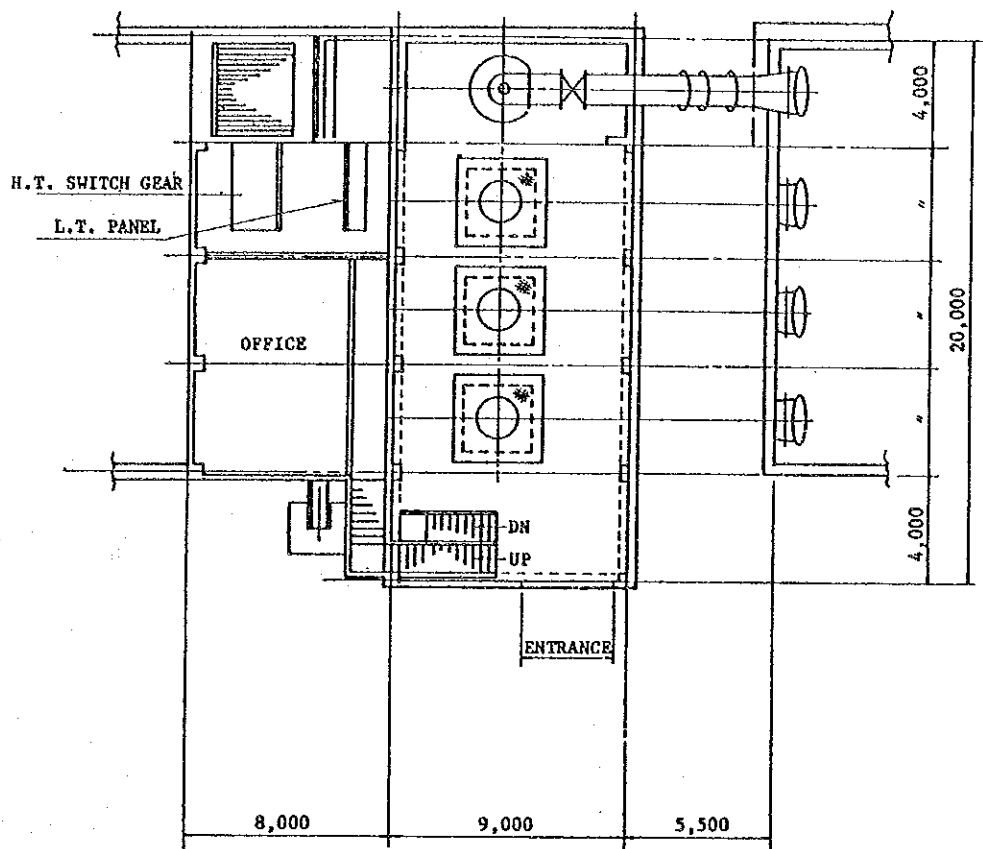 4,000
H.T. SWITCH GEAR
L.T. PANEL
"
"
20,000
OFFICE
"
4,000
DN
UP
ENTRANCE
8,000
9,000
5,500